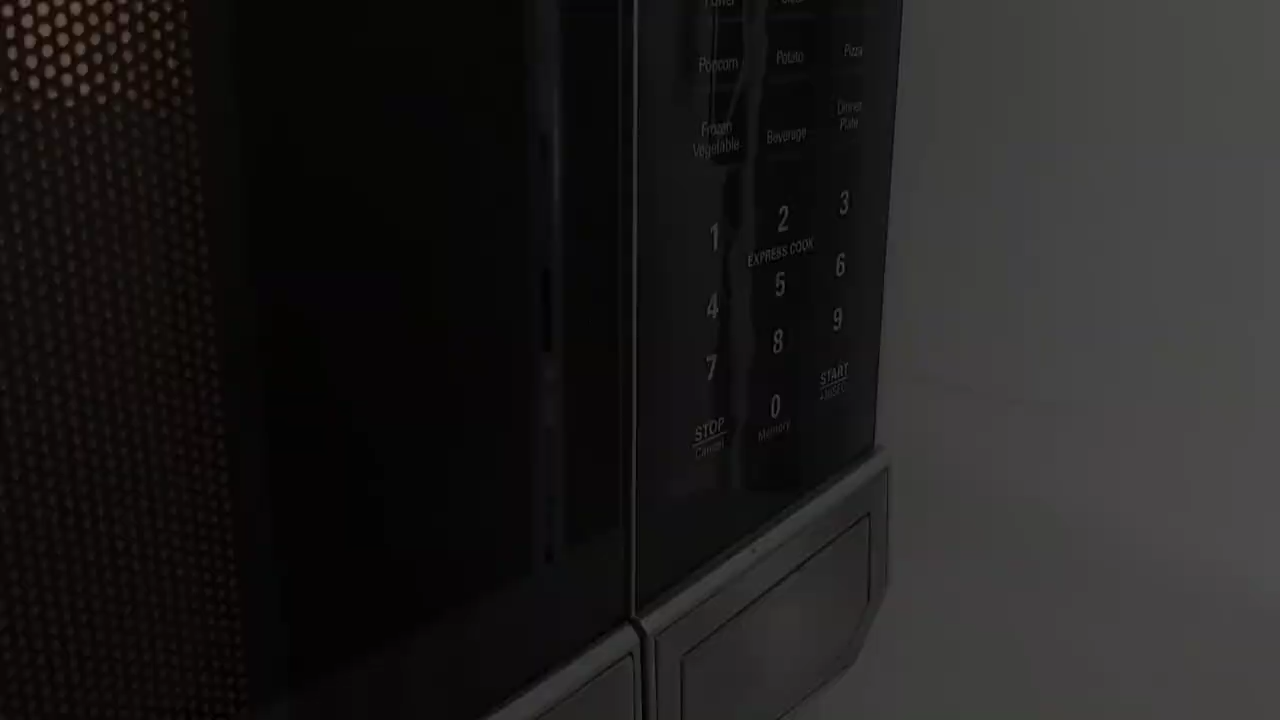 Power
Popcorn Potato Pizza
Frozen Vegetable Beverage Dinner Plate
1 2 3
EXPRESS COOK
4 5 6
7 8 9
STOP Cancel 0 Memory START